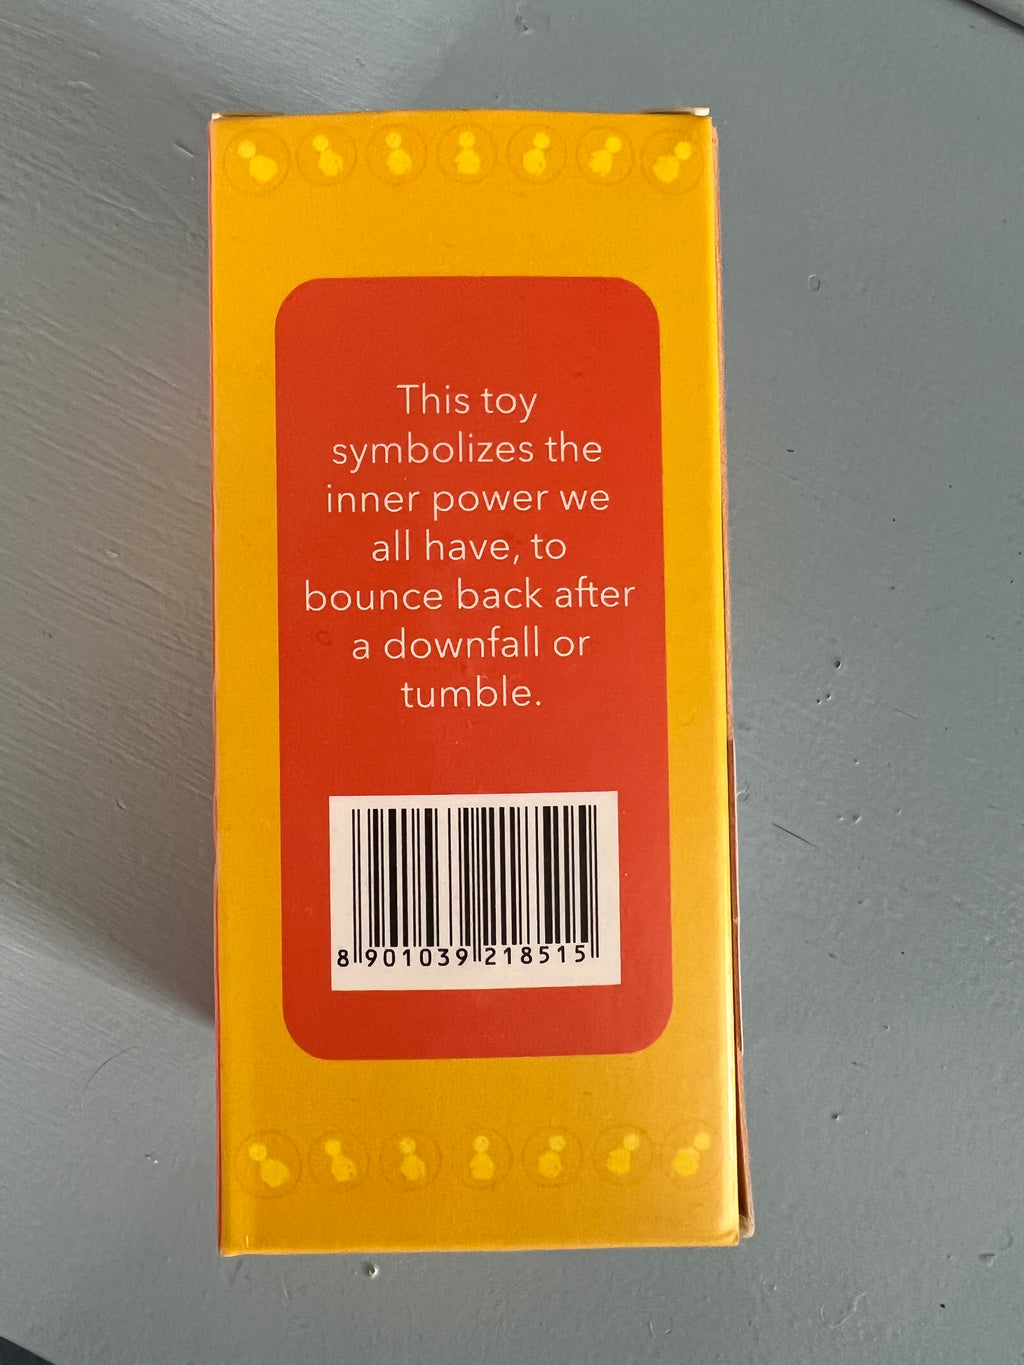 This toy
symbolizes the
inner power we
all have, to
bounce back after
a downfall or
tumble.
8 901039 218515